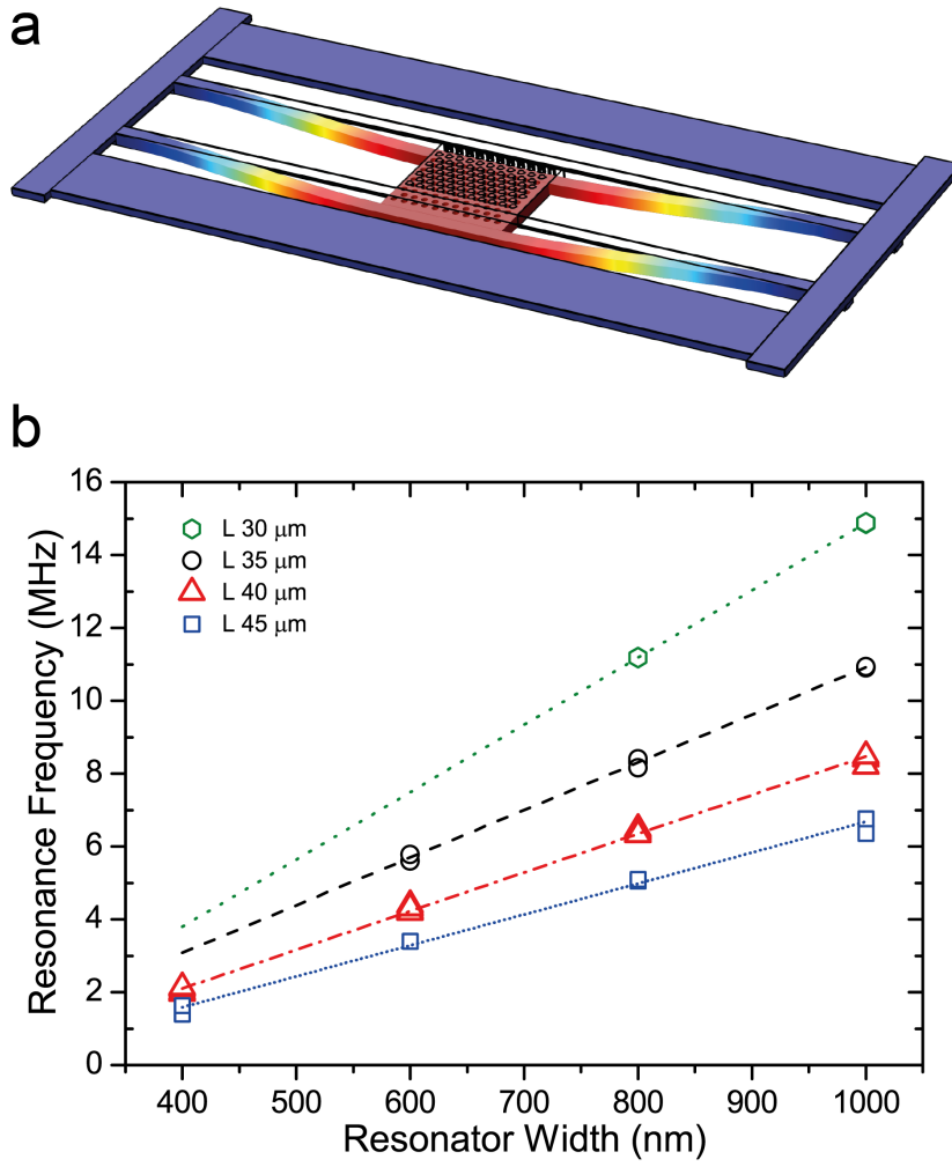 a
b
Resonance Frequency (MHz)
16
14
12
10
8
6
4
2
0
L 30 μm
L 35 μm
L 40 μm
L 45 μm
400 500 600 700 800 900 1000
Resonator Width (nm)